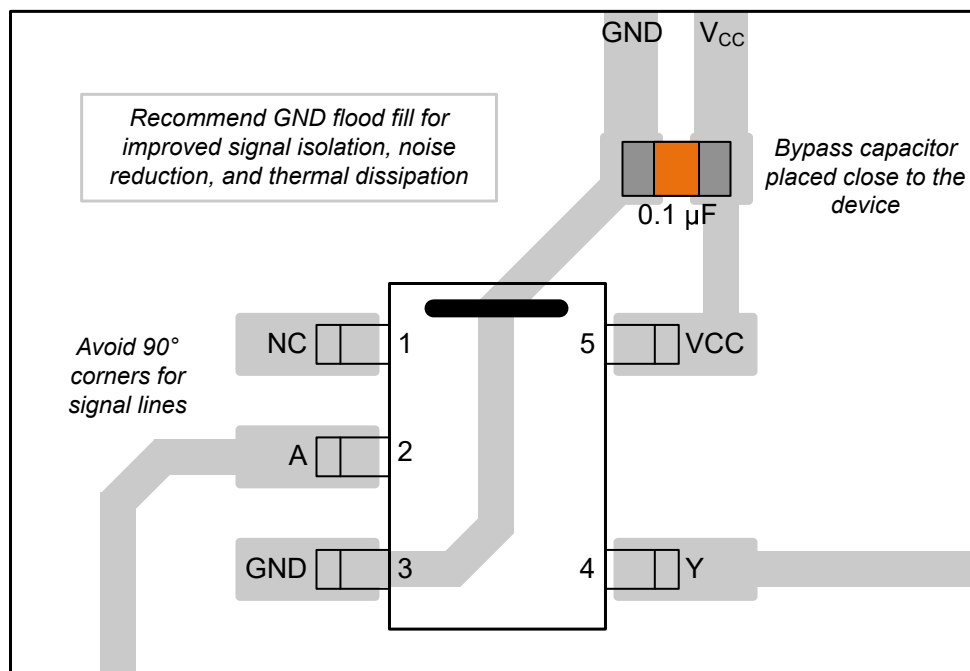 GND
VCC
Recommend GND flood fill for
improved signal isolation, noise
reduction, and thermal dissipation
Bypass capacitor
placed close to the
device
0.1 µF
NC
1
5
VCC
Avoid 90°
corners for
signal lines
A
2
GND
3
4
Y